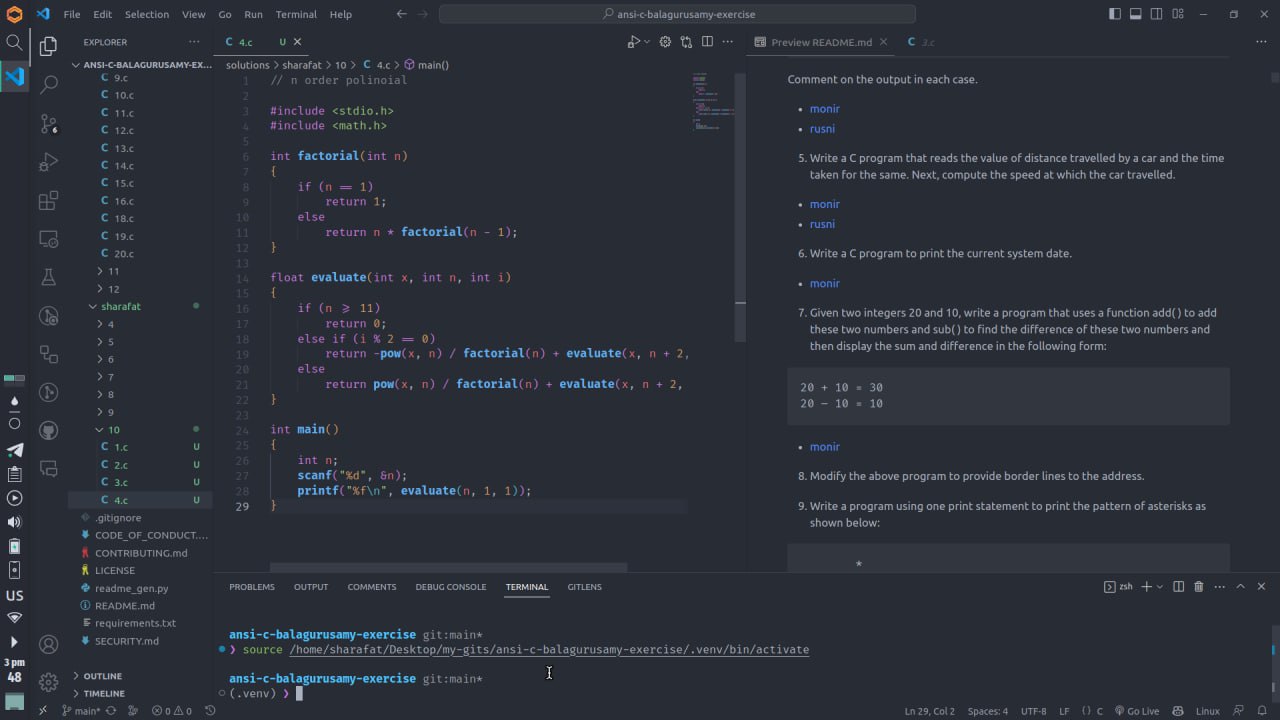 File Edit Selection View Go Run Terminal Help
ansi-c-balagurusamy-exercise
EXPLORER
ANSI-C-BALAGURUSAMY-EX...
C 9.c
C 10.c
C 11.c
C 12.c
C 13.c
C 14.c
C 15.c
C 16.c
C 18.c
C 19.c
C 20.c
11
12
sharafat
4
5
6
7
8
9
10
C 1.c U
C 2.c U
C 3.c U
C 4.c U
.gitignore
CODE_OF_CONDUCT....
CONTRIBUTING.md
LICENSE
readme_gen.py
README.md
requirements.txt
SECURITY.md
OUTLINE
TIMELINE
US
3 pm
48
6
C 4.c U
solutions > sharafat > 10 > C 4.c > main()
1 // n order polinoial
2
3 #include <stdio.h>
4 #include <math.h>
5
6 int factorial(int n)
7 {
8 if (n == 1)
9 return 1;
10 else
11 return n * factorial(n - 1);
12 }
13
14 float evaluate(int x, int n, int i)
15 {
16 if (n >= 11)
17 return 0;
18 else if (i % 2 == 0)
19 return -pow(x, n) / factorial(n) + evaluate(x, n + 2,
20 else
21 return pow(x, n) / factorial(n) + evaluate(x, n + 2,
22 }
23
24 int main()
25 {
26 int n;
27 scanf("%d", &n);
28 printf("%f\n", evaluate(n, 1, 1));
29 }
Preview README.md C 3.c
Comment on the output in each case.
monir
rusni
5. Write a C program that reads the value of distance travelled by a car and the time
taken for the same. Next, compute the speed at which the car travelled.
monir
rusni
6. Write a C program to print the current system date.
monir
7. Given two integers 20 and 10, write a program that uses a function add() to add
these two numbers and sub() to find the difference of these two numbers and
then display the sum and difference in the following form:
20 + 10 = 30
20 – 10 = 10
monir
8. Modify the above program to provide border lines to the address.
9. Write a program using one print statement to print the pattern of asterisks as
shown below:
*
PROBLEMS OUTPUT COMMENTS DEBUG CONSOLE TERMINAL GITLENS
zsh
ansi-c-balagurusamy-exercise git:main*
❯ source /home/sharafat/Desktop/my-gits/ansi-c-balagurusamy-exercise/.venv/bin/activate
ansi-c-balagurusamy-exercise git:main*
(.venv) ❯
main* 0 0 Ln 29, Col 2 Spaces: 4 UTF-8 LF {} C Go Live Linux